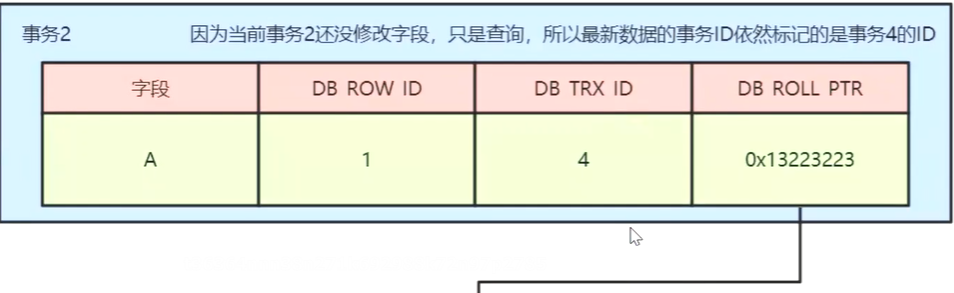 事务2 因为当前事务2还没修改字段，只是查询，所以最新数据的事务ID依然标记的是事务4的ID
字段 DB ROW ID DB TRX ID DB ROLL PTR
A 1 4 0x13223223